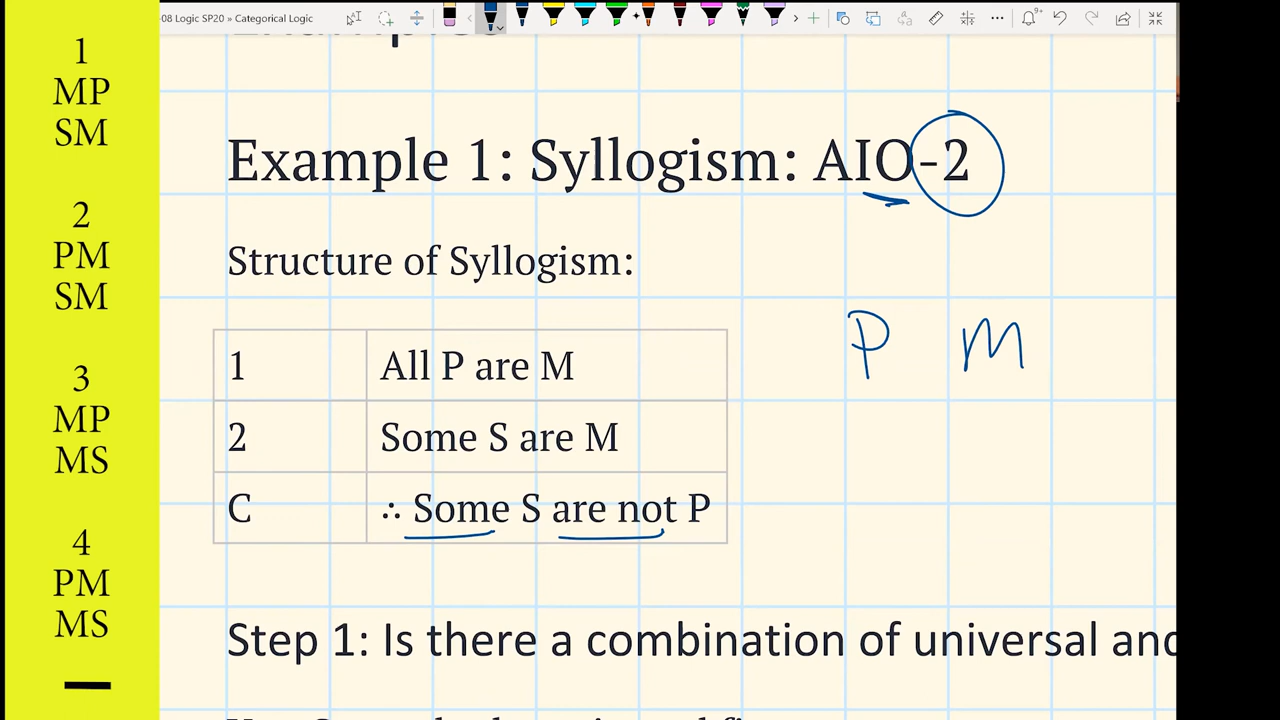 -08 Logic SP20 » Categorical Logic
9+
Examples
1
MP
SM
2
PM
SM
3
MP
MS
4
PM
MS
Example 1: Syllogism: AIO-2
Structure of Syllogism:
P M
1 All P are M
2 Some S are M
C ∴ Some S are not P
Step 1: Is there a combination of universal and